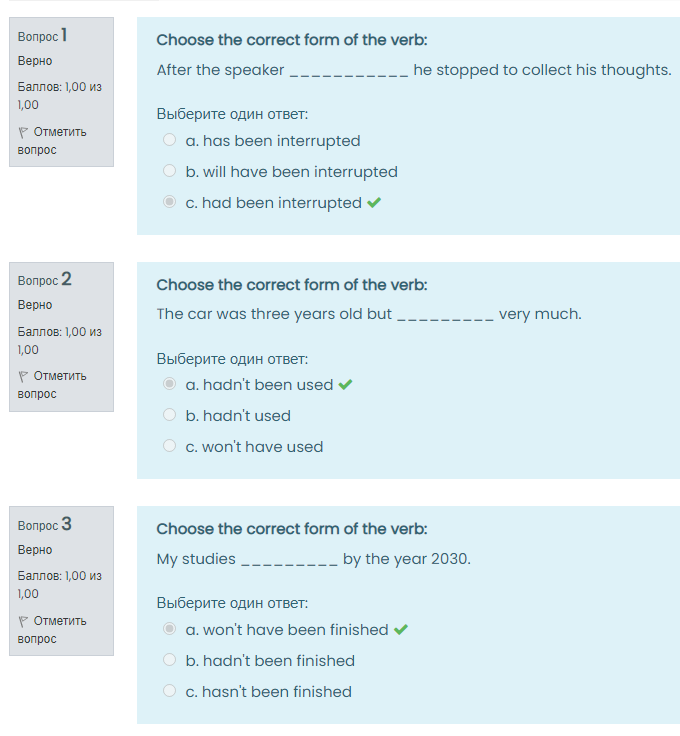 Вопрос 1
Верно
Баллов: 1,00 из
1,00
Отметить
вопрос
Choose the correct form of the verb:
After the speaker ___________ he stopped to collect his thoughts.
Выберите один ответ:
a. has been interrupted
b. will have been interrupted
c. had been interrupted
Вопрос 2
Верно
Баллов: 1,00 из
1,00
Отметить
вопрос
Choose the correct form of the verb:
The car was three years old but _________ very much.
Выберите один ответ:
a. hadn't been used
b. hadn't used
c. won't have used
Вопрос 3
Верно
Баллов: 1,00 из
1,00
Отметить
вопрос
Choose the correct form of the verb:
My studies _________ by the year 2030.
Выберите один ответ:
a. won't have been finished
b. hadn't been finished
c. hasn't been finished